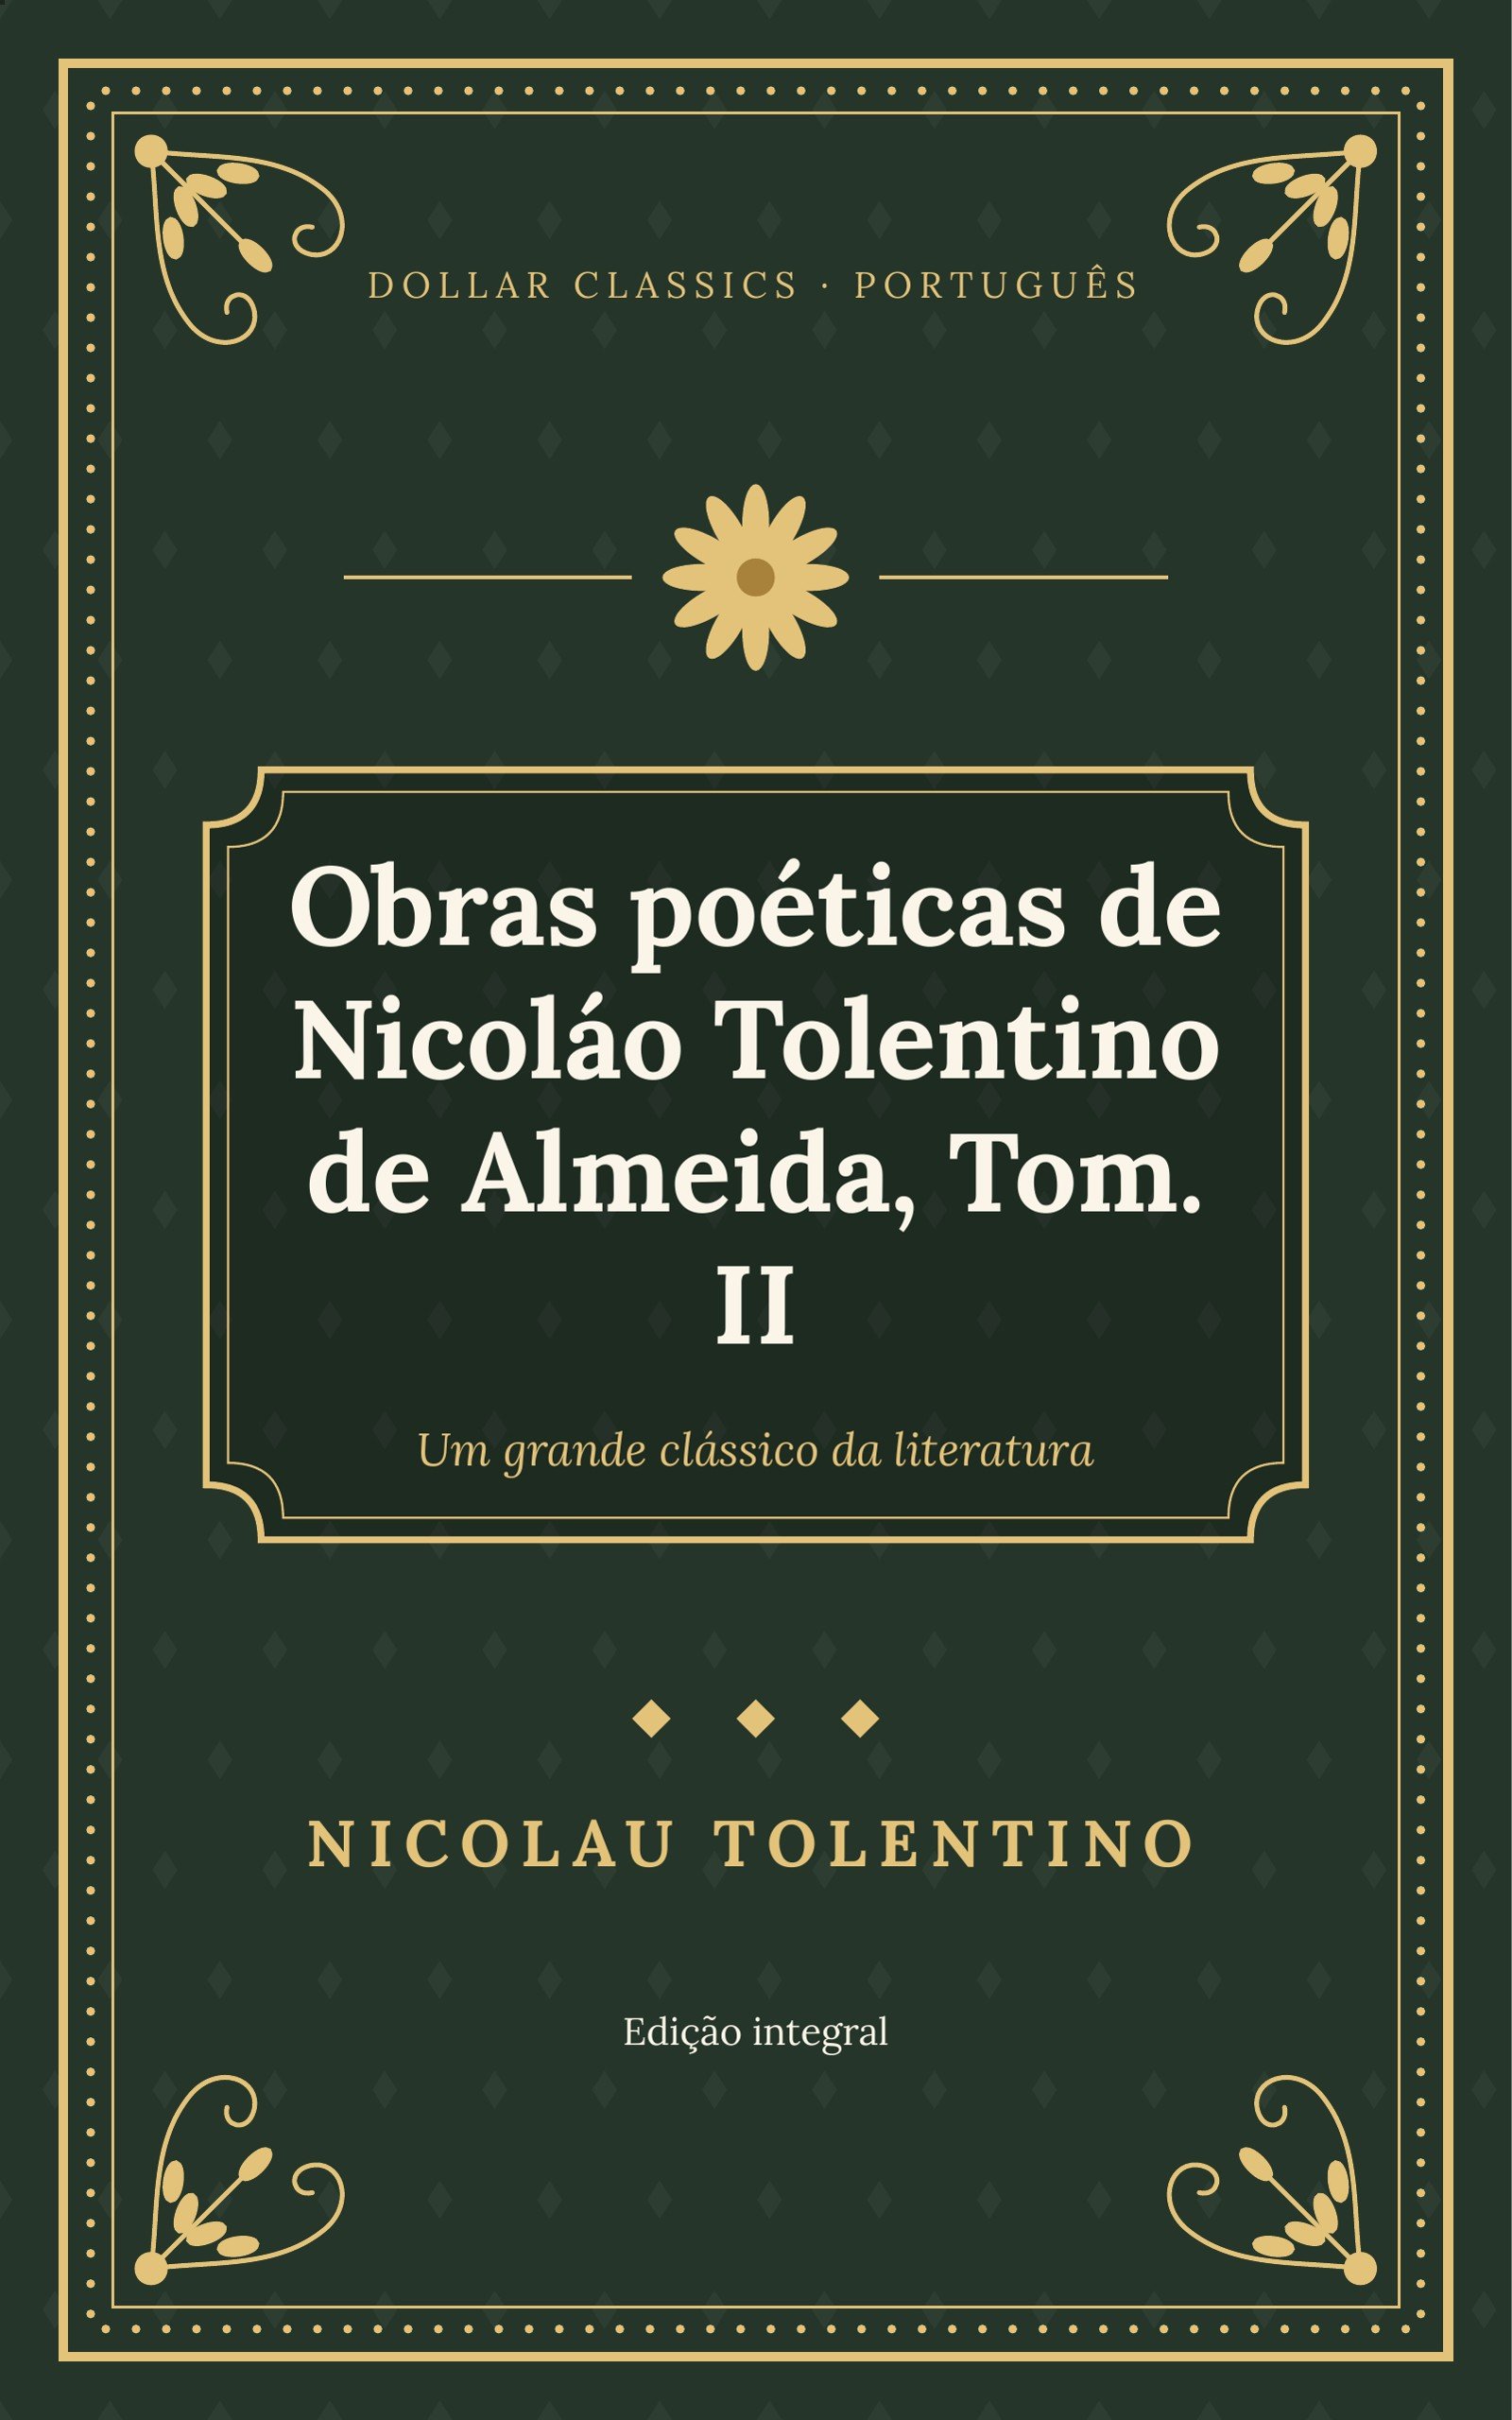 DOLLAR CLASSICS · PORTUGUÊS
Obras poéticas de
Nicoláo Tolentino
de Almeida, Tom.
II
Um grande clássico da literatura
NICOLAU TOLENTINO
Edição integral